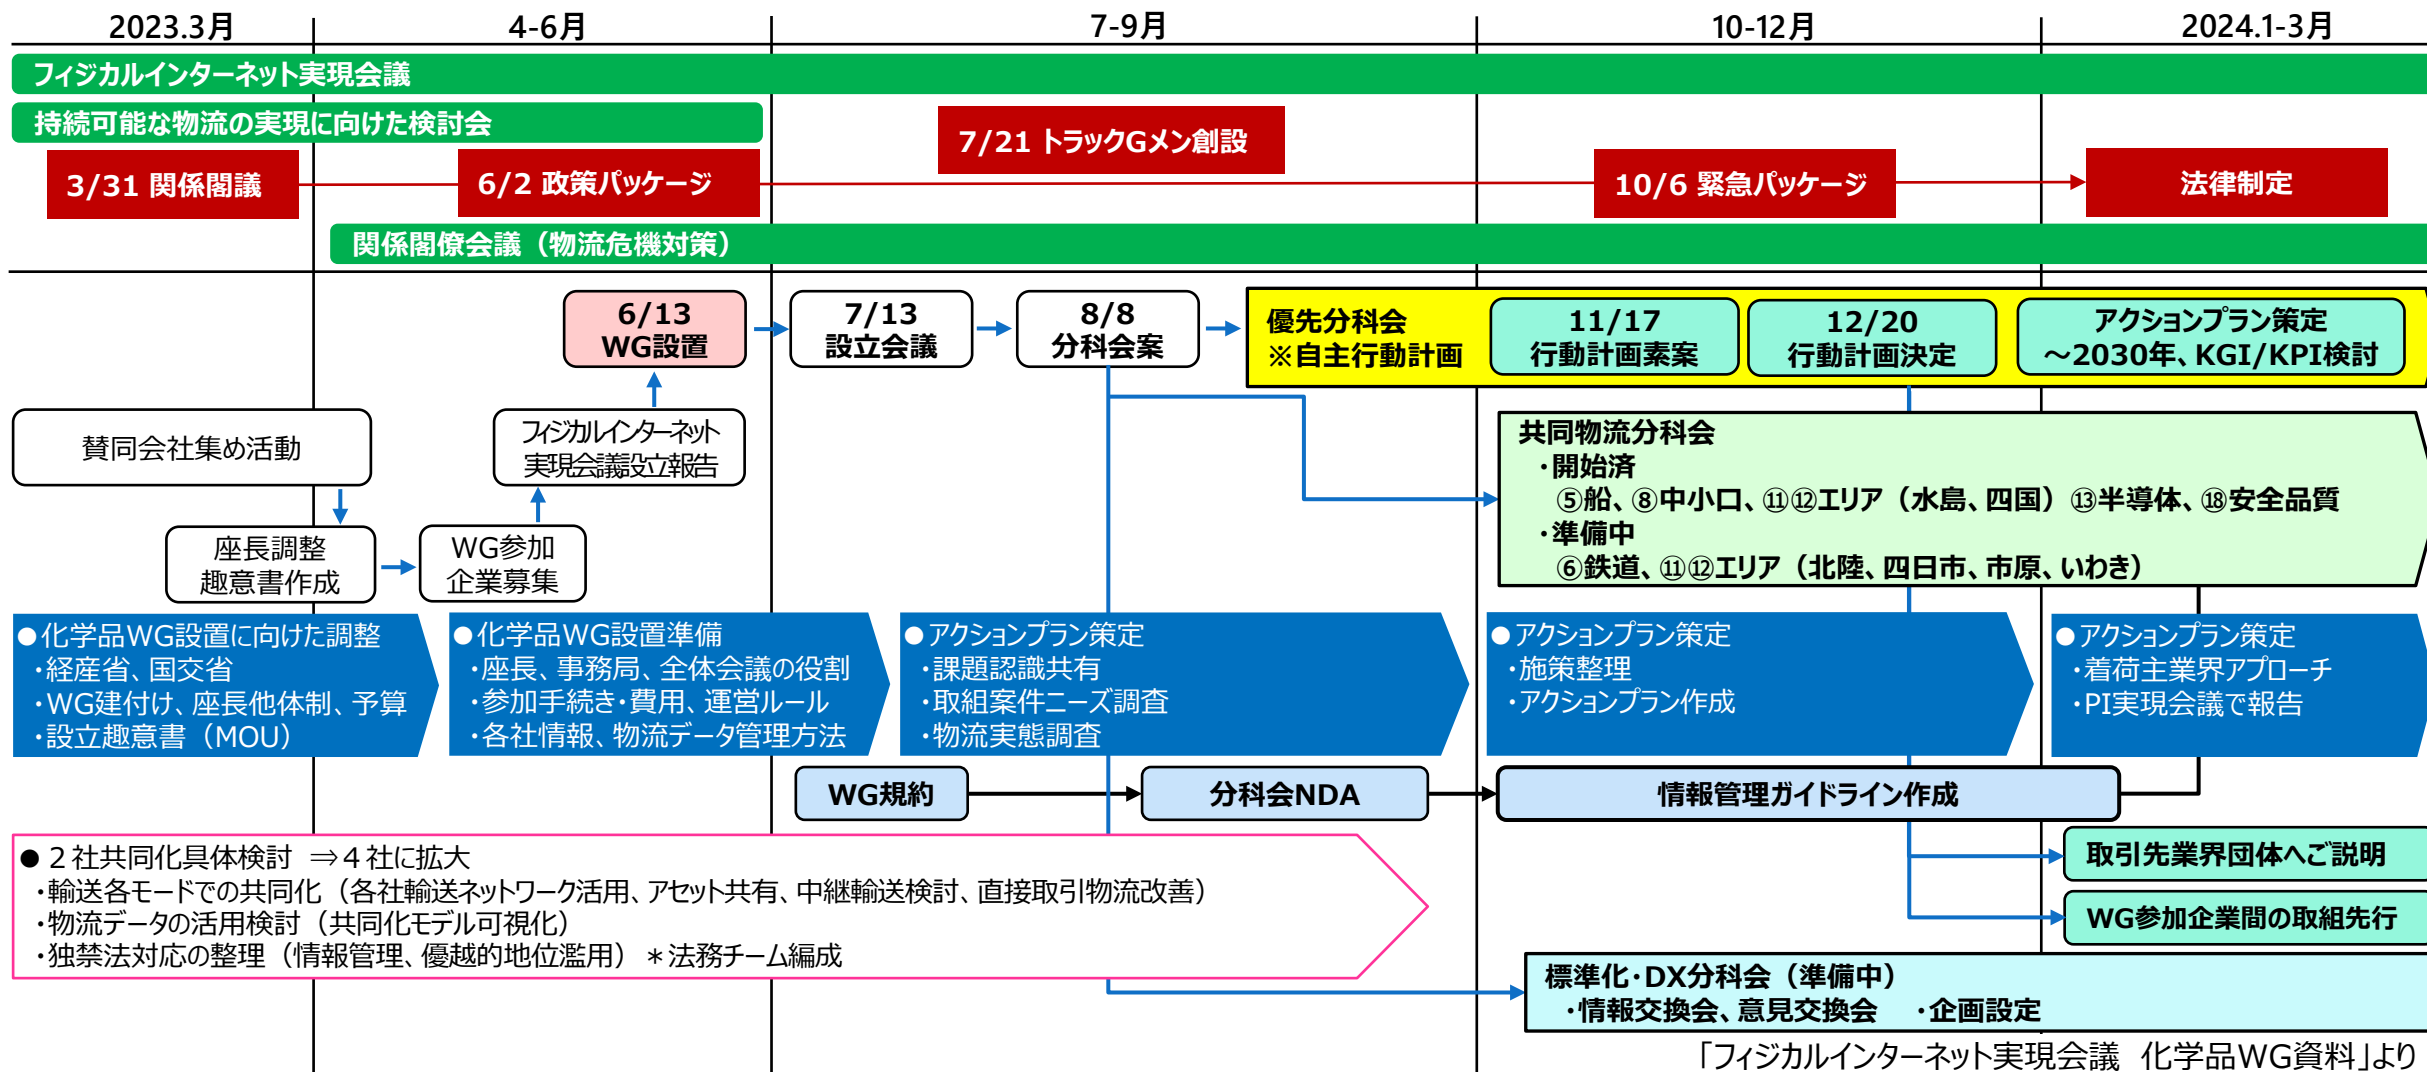 2023.3月
4-6月
7-9月
10-12月
2024.1-3月
フィジカルインターネット実現会議
持続可能な物流の実現に向けた検討会
7/21 トラックGメン創設
3/31 関係閣議
6/2 政策パッケージ
10/6 緊急パッケージ
法律制定
関係閣僚会議（物流危機対策）
6/13
WG設置
7/13
設立会議
8/8
分科会案
優先分科会
※自主行動計画
11/17
行動計画素案
12/20
行動計画決定
アクションプラン策定
～2030年、KGI/KPI検討
賛同会社集め活動
フィジカルインターネット
実現会議設立報告
座長調整
趣意書作成
WG参加
企業募集
共同物流分科会
・開始済
⑤船、⑧中小口、⑪⑫エリア（水島、四国）⑬半導体、⑱安全品質
・準備中
⑥鉄道、⑪⑫エリア（北陸、四日市、市原、いわき）
●化学品WG設置に向けた調整
・経産省、国交省
・WG建付け、座長他体制、予算
・設立趣意書（MOU）
●化学品WG設置準備
・座長、事務局、全体会議の役割
・参加手続き・費用、運営ルール
・各社情報、物流データ管理方法
●アクションプラン策定
・課題認識共有
・取組案件ニーズ調査
・物流実態調査
●アクションプラン策定
・施策整理
・アクションプラン作成
●アクションプラン策定
・着荷主業界アプローチ
・PI実現会議で報告
WG規約
分科会NDA
情報管理ガイドライン作成
●２社共同化具体検討 ⇒４社に拡大
・輸送各モードでの共同化（各社輸送ネットワーク活用、アセット共有、中継輸送検討、直接取引物流改善）
・物流データの活用検討（共同化モデル可視化）
・独禁法対応の整理（情報管理、優越的地位濫用）＊法務チーム編成
取引先業界団体へご説明
WG参加企業間の取組先行
標準化・DX分科会（準備中）
・情報交換会、意見交換会 ・企画設定
「フィジカルインターネット実現会議 化学品WG資料」より